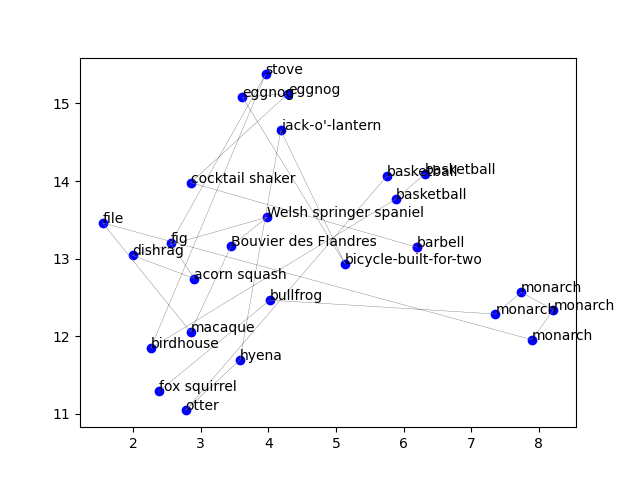 stove
15
eggnog
eggnog
jack-o'-lantern
14
cocktail shaker
basketball
basketball
basketball
file
Welsh springer spaniel
fig
Bouvier des Flandres
barbell
13
dishrag
bicycle-built-for-two
acorn squash
bullfrog
monarch
monarch
monarch
12
macaque
monarch
birdhouse
hyena
fox squirrel
otter
11
2 3 4 5 6 7 8